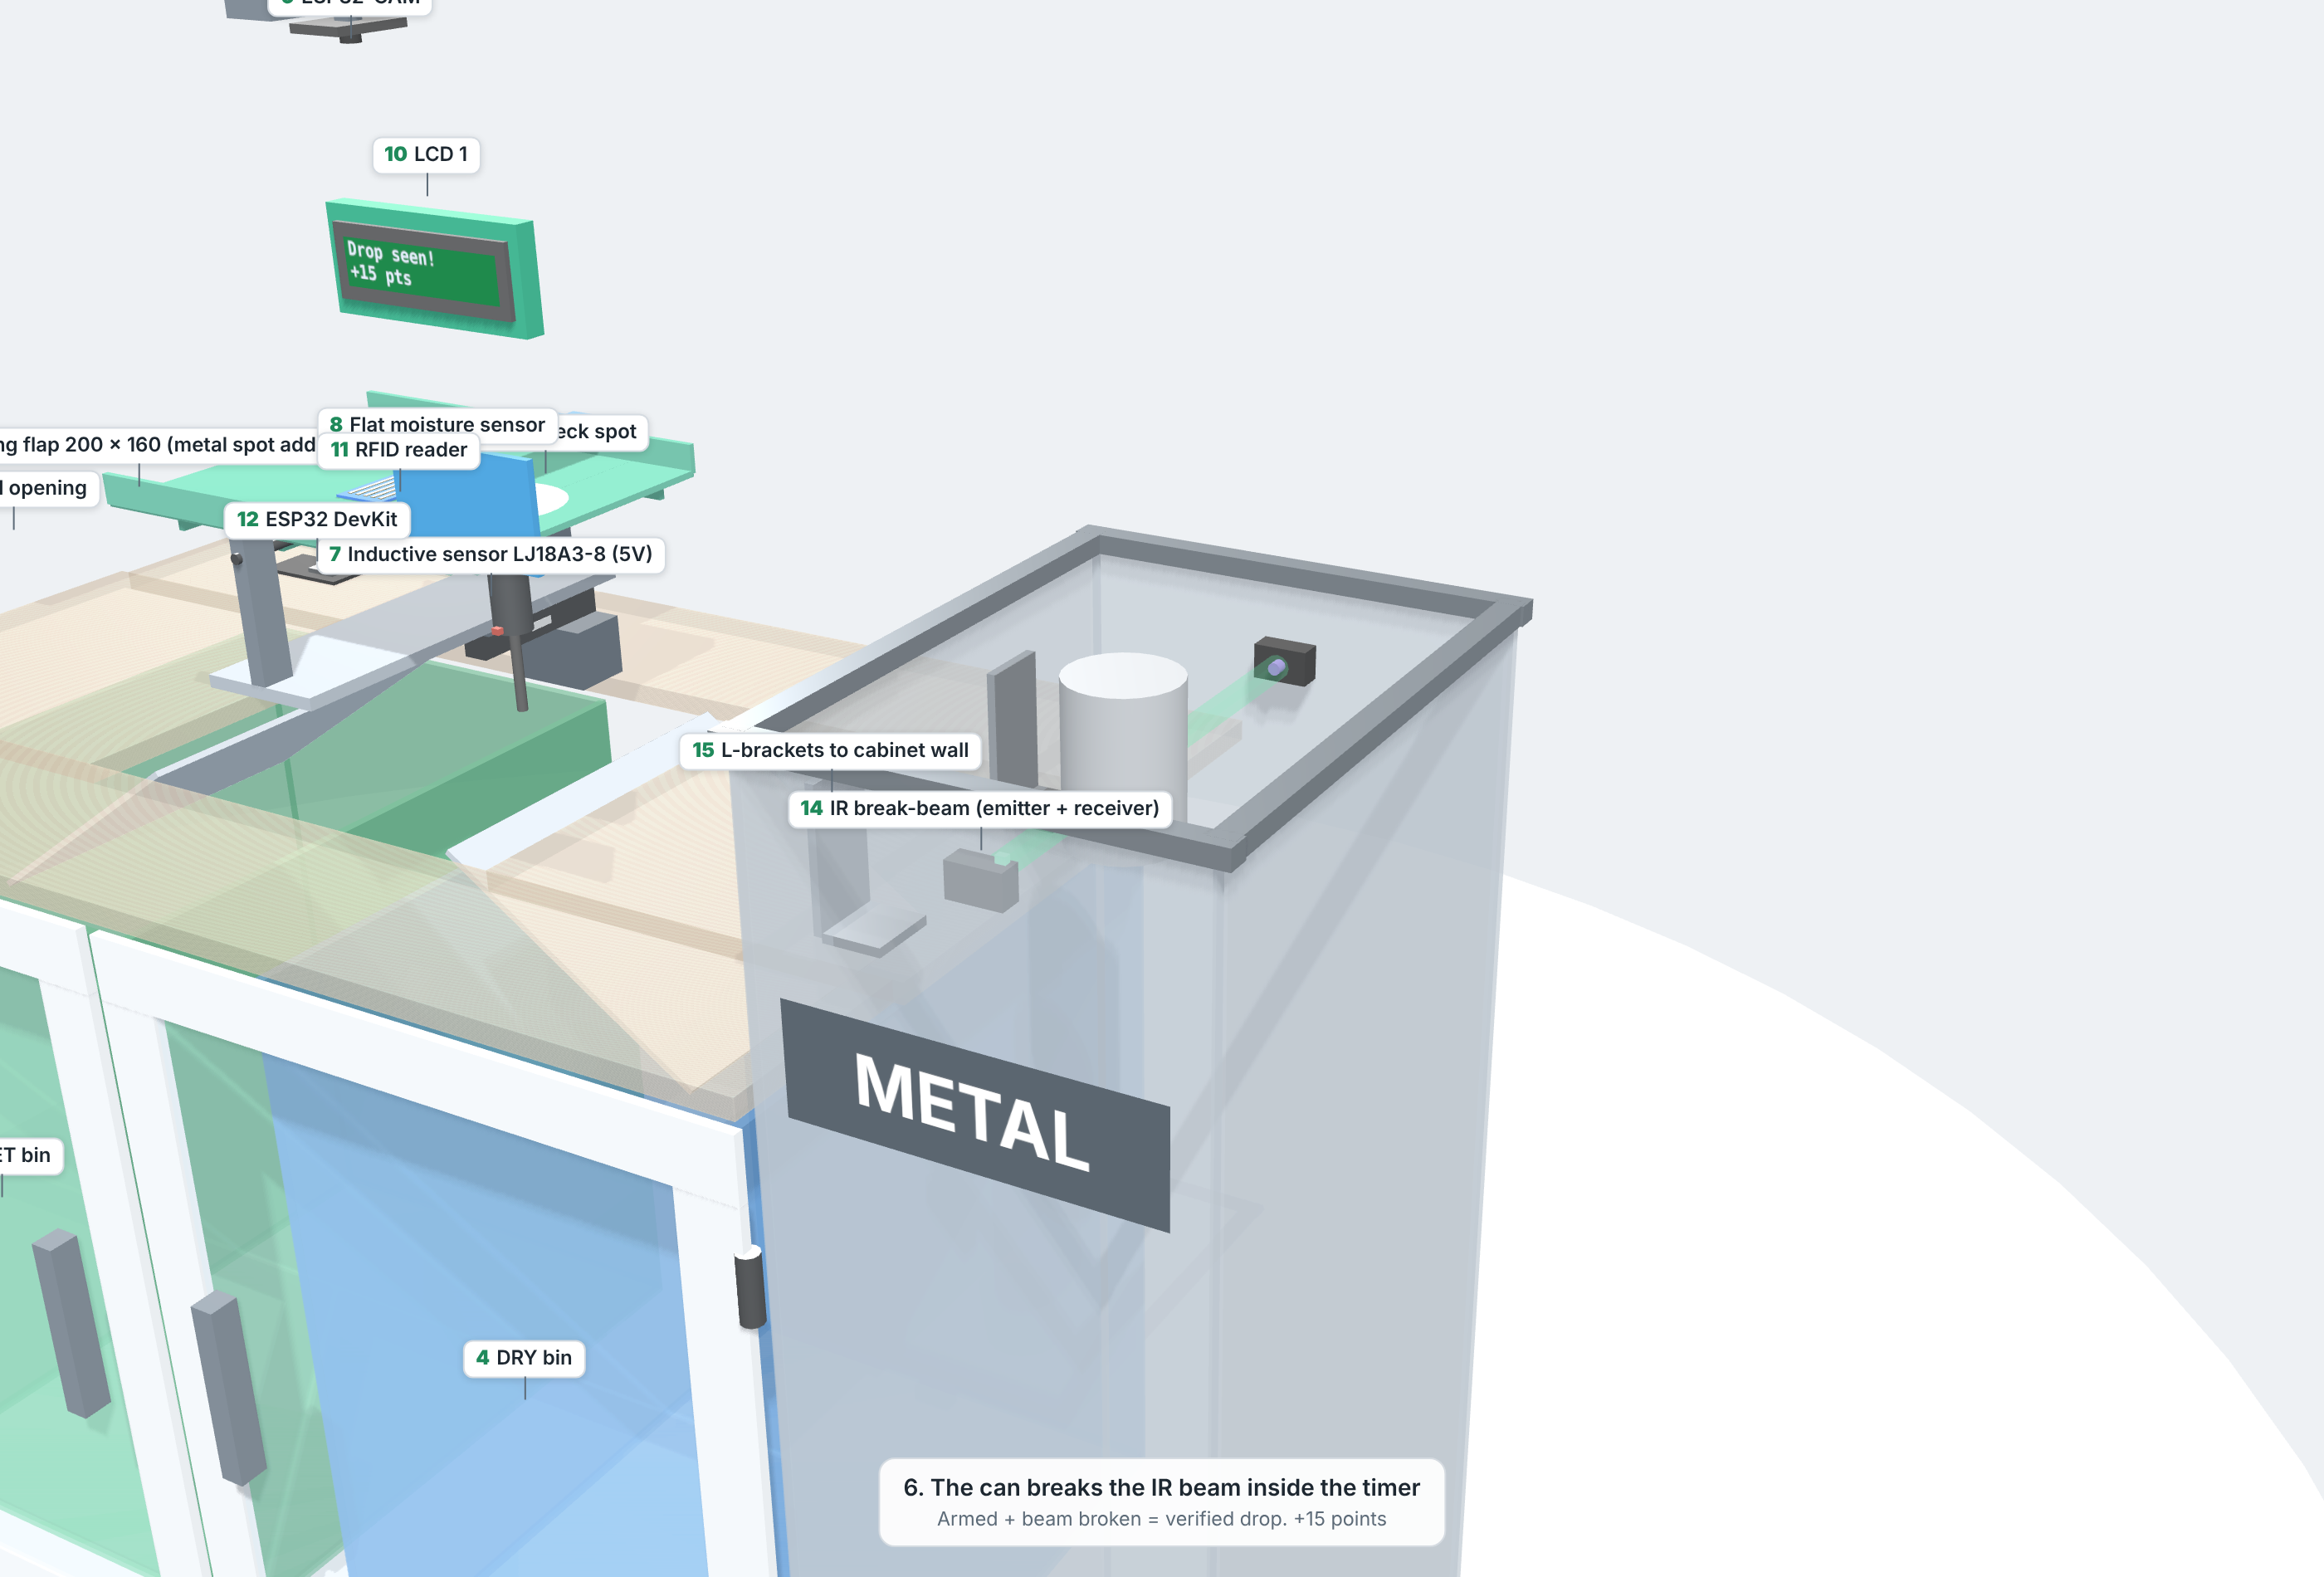 ESP32-CAM
10 LCD 1
Drop seen!
+15 pts
8 Flat moisture sensor
spot
flap 200 × 160 (metal spot
11 RFID reader
opening
12 ESP32 DevKit
7 Inductive sensor LJ18A3-8 (5V)
15 L-brackets to cabinet wall
14 IR break-beam (emitter + receiver)
METAL
bin
4 DRY bin
6. The can breaks the IR beam inside the timer
Armed + beam broken = verified drop. +15 points